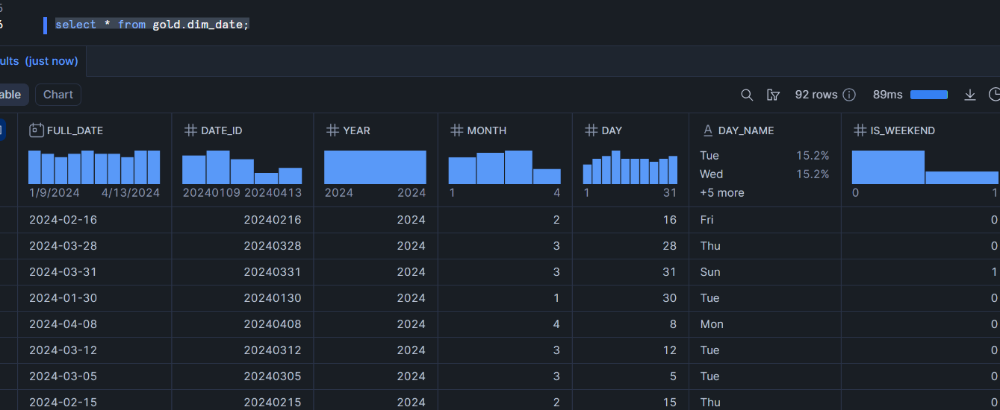 select * from gold.dim_date;
ults (just now)
able Chart 92 rows 89ms
FULL_DATE DATE_ID YEAR MONTH DAY DAY_NAME IS_WEEKEND
Tue 15.2%
Wed 15.2%
1/9/2024 4/13/2024 20240109 20240413 2024 2024 1 4 1 31 +5 more 0 1
2024-02-16 20240216 2024 2 16 Fri 0
2024-03-28 20240328 2024 3 28 Thu 0
2024-03-31 20240331 2024 3 31 Sun 1
2024-01-30 20240130 2024 1 30 Tue 0
2024-04-08 20240408 2024 4 8 Mon 0
2024-03-12 20240312 2024 3 12 Tue 0
2024-03-05 20240305 2024 3 5 Tue 0
2024-02-15 20240215 2024 2 15 Thu 0